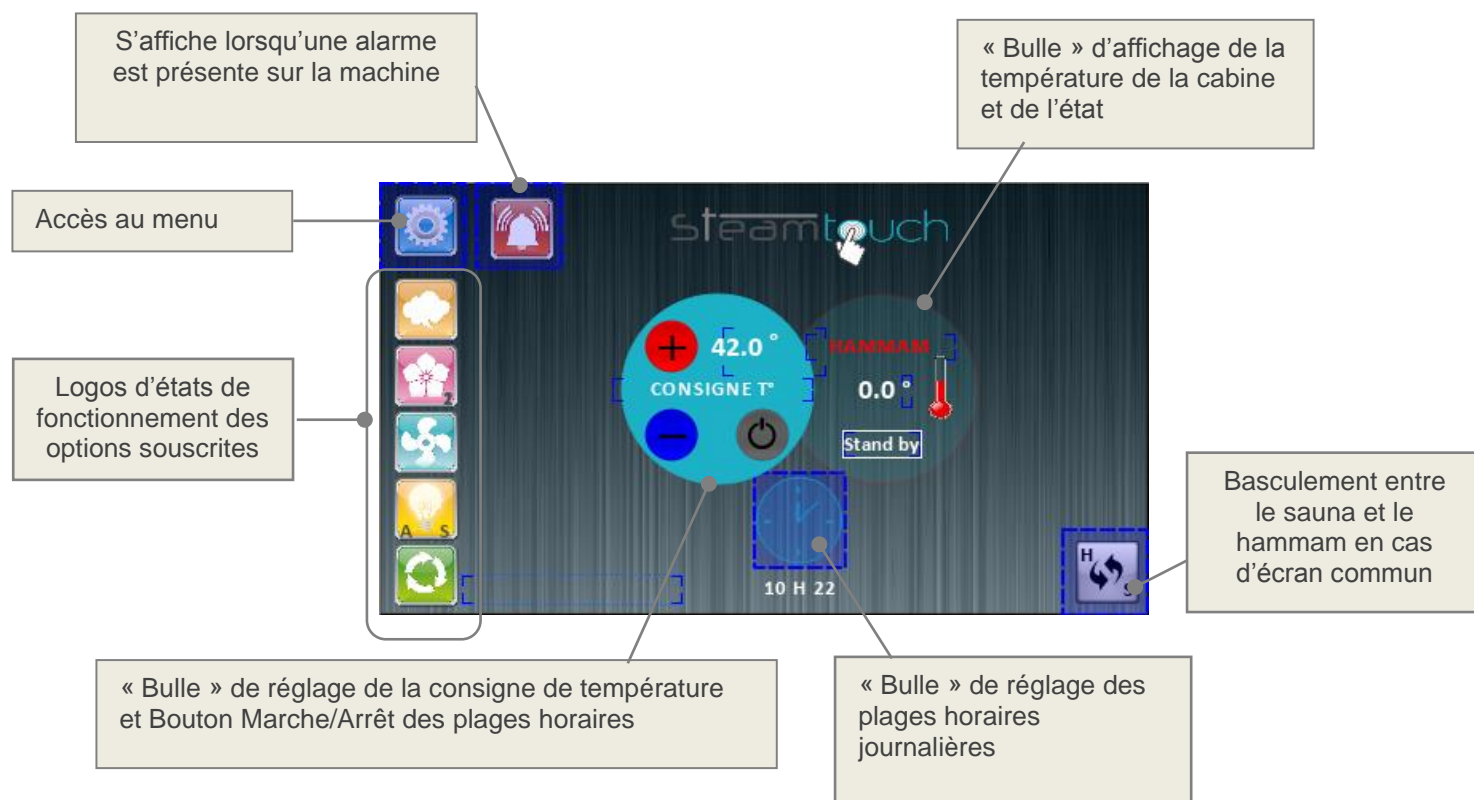 S'affiche lorsqu'une alarme
est présente sur la machine
« Bulle » d'affichage de la
température de la cabine
et de l'état
Accès au menu
steamtouch
42.0 °
CONSIGNE T°
HAMMAM
0.0 °
Stand by
Logos d'états de
fonctionnement des
options souscrites
2
A S
10 H 22
H
S
Basculement entre
le sauna et le
hammam en cas
d'écran commun
« Bulle » de réglage de la consigne de température
et Bouton Marche/Arrêt des plages horaires
« Bulle » de réglage des
plages horaires
journalières